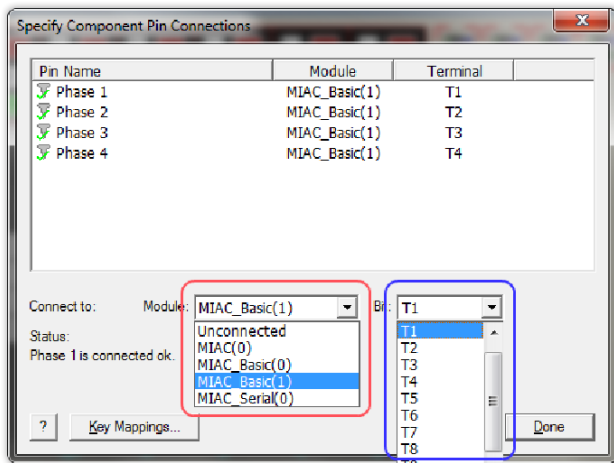 Specify Component Pin Connections
Pin Name Module Terminal
Phase 1 MIAC_Basic(1) T1
Phase 2 MIAC_Basic(1) T2
Phase 3 MIAC_Basic(1) T3
Phase 4 MIAC_Basic(1) T4
Connect to: Module: MIAC_Basic(1) Bit: T1
Status:
Phase 1 is connected ok.
Unconnected
MIAC(0)
MIAC_Basic(0)
MIAC_Basic(1)
MIAC_Serial(0)
T1
T2
T3
T4
T5
T6
T7
T8
? Key Mappings... Done